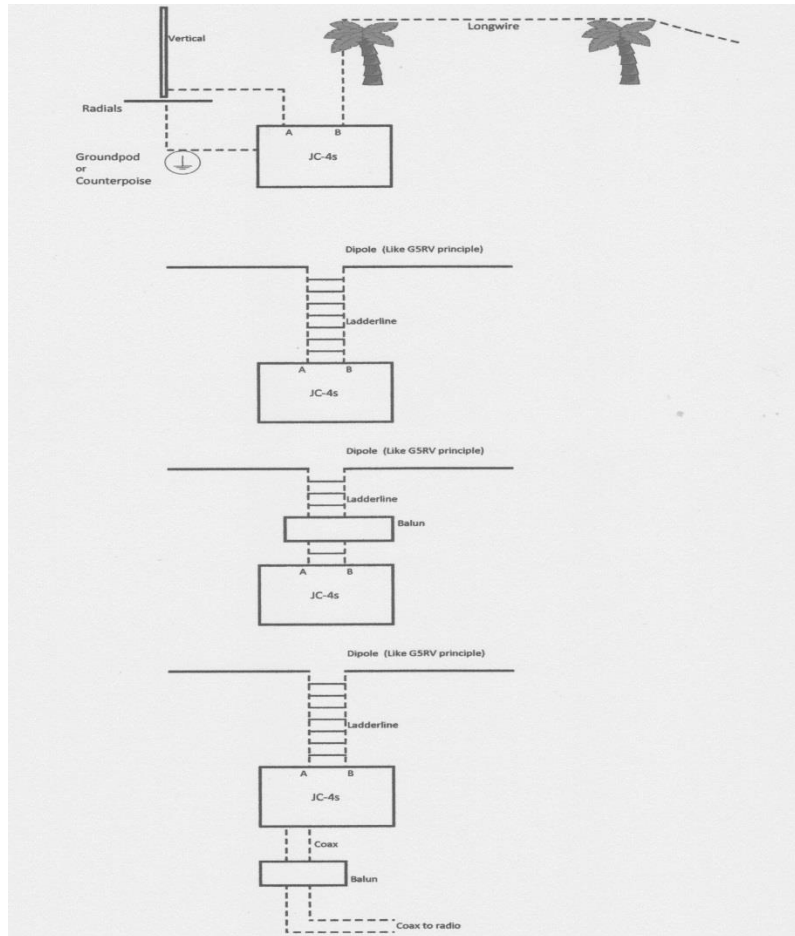 Vertical
Longwire
Radials
A B
JC-4s
Groundpod
or
Counterpoise
Dipole (Like G5RV principle)
Ladderline
A B
JC-4s
Dipole (Like G5RV principle)
Ladderline
Balun
A B
JC-4s
Dipole (Like G5RV principle)
Ladderline
A B
JC-4s
Coax
Balun
Coax to radio